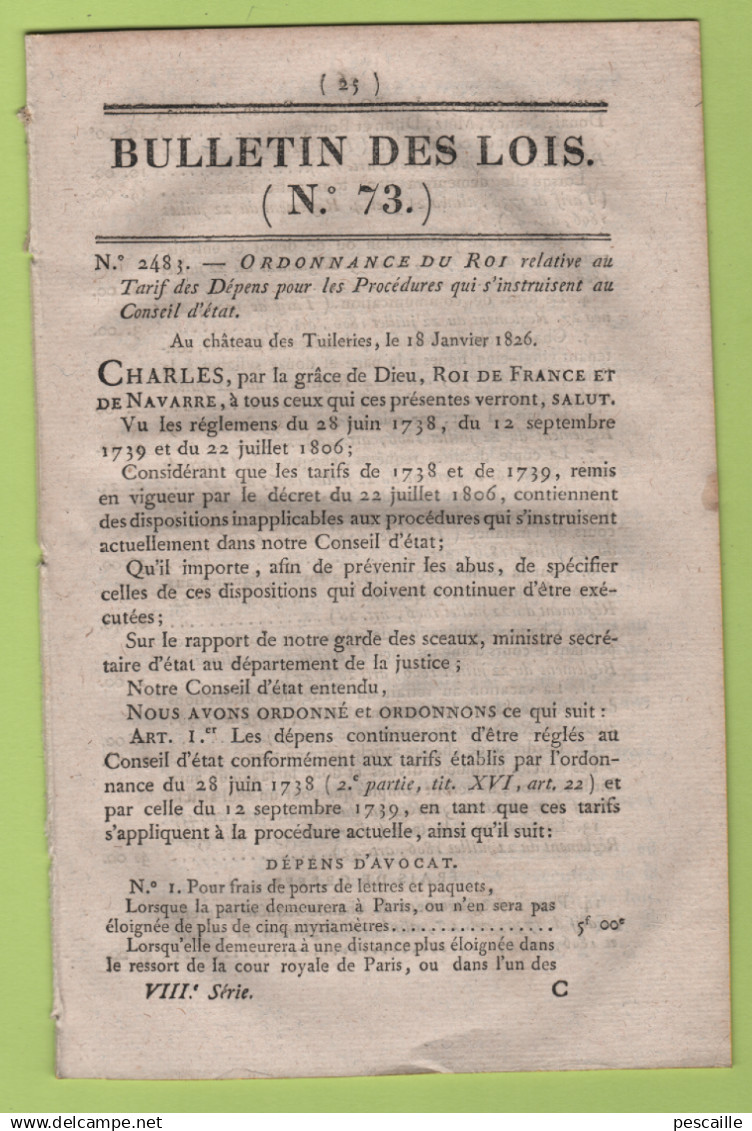 ( 25 )
BULLETIN DES LOIS.
( N.° 73. )
N.° 2483. — ORDONNANCE DU ROI relative au
Tarif des Dépens pour les Procédures qui s'instruisent au
Conseil d'état.
Au château des Tuileries, le 18 Janvier 1826.
CHARLES, par la grâce de Dieu, ROI DE FRANCE ET
DE NAVARRE, à tous ceux qui ces présentes verront, SALUT.
Vu les réglemens du 28 juin 1738, du 12 septembre
1739 et du 22 juillet 1806;
Considérant que les tarifs de 1738 et de 1739, remis
en vigueur par le décret du 22 juillet 1806, contiennent
des dispositions inapplicables aux procédures qui s'instruisent
actuellement dans notre Conseil d'état;
Qu'il importe, afin de prévenir les abus, de spécifier
celles de ces dispositions qui doivent continuer d'être exé-
cutées;
Sur le rapport de notre garde des sceaux, ministre secré-
taire d'état au département de la justice;
Notre Conseil d'état entendu,
NOUS AVONS ORDONNÉ et ORDONNONS ce qui suit:
ART. 1.er Les dépens continueront d'être réglés au
Conseil d'état conformément aux tarifs établis par l'ordon-
nance du 28 juin 1738 (2.e partie, tit. XVI, art. 22) et
par celle du 12 septembre 1739, en tant que ces tarifs
s'appliquent à la procédure actuelle, ainsi qu'il suit:
DÉPENS D'AVOCAT.
N.° 1. Pour frais de ports de lettres et paquets,
Lorsque la partie demeurera à Paris, ou n'en sera pas
éloignée de plus de cinq myriamètres................. 5f 00c
Lorsqu'elle demeurera à une distance plus éloignée dans
le ressort de la cour royale de Paris, ou dans l'un des
VIII.e Série. C
pescaille